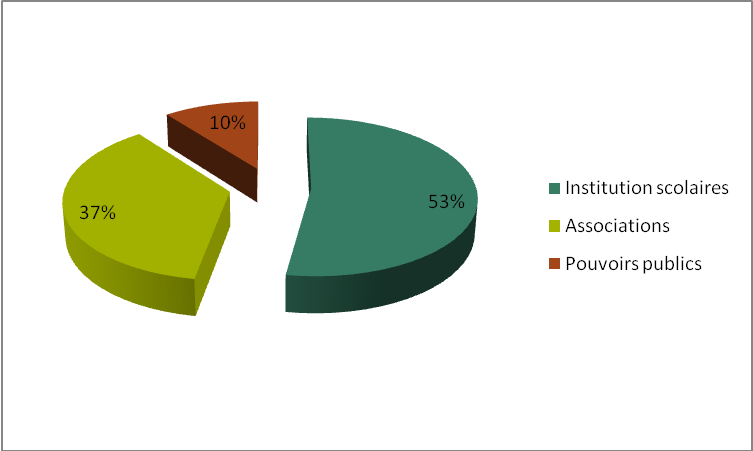 10%
37%
53%
Institution scolaires
Associations
Pouvoirs publics